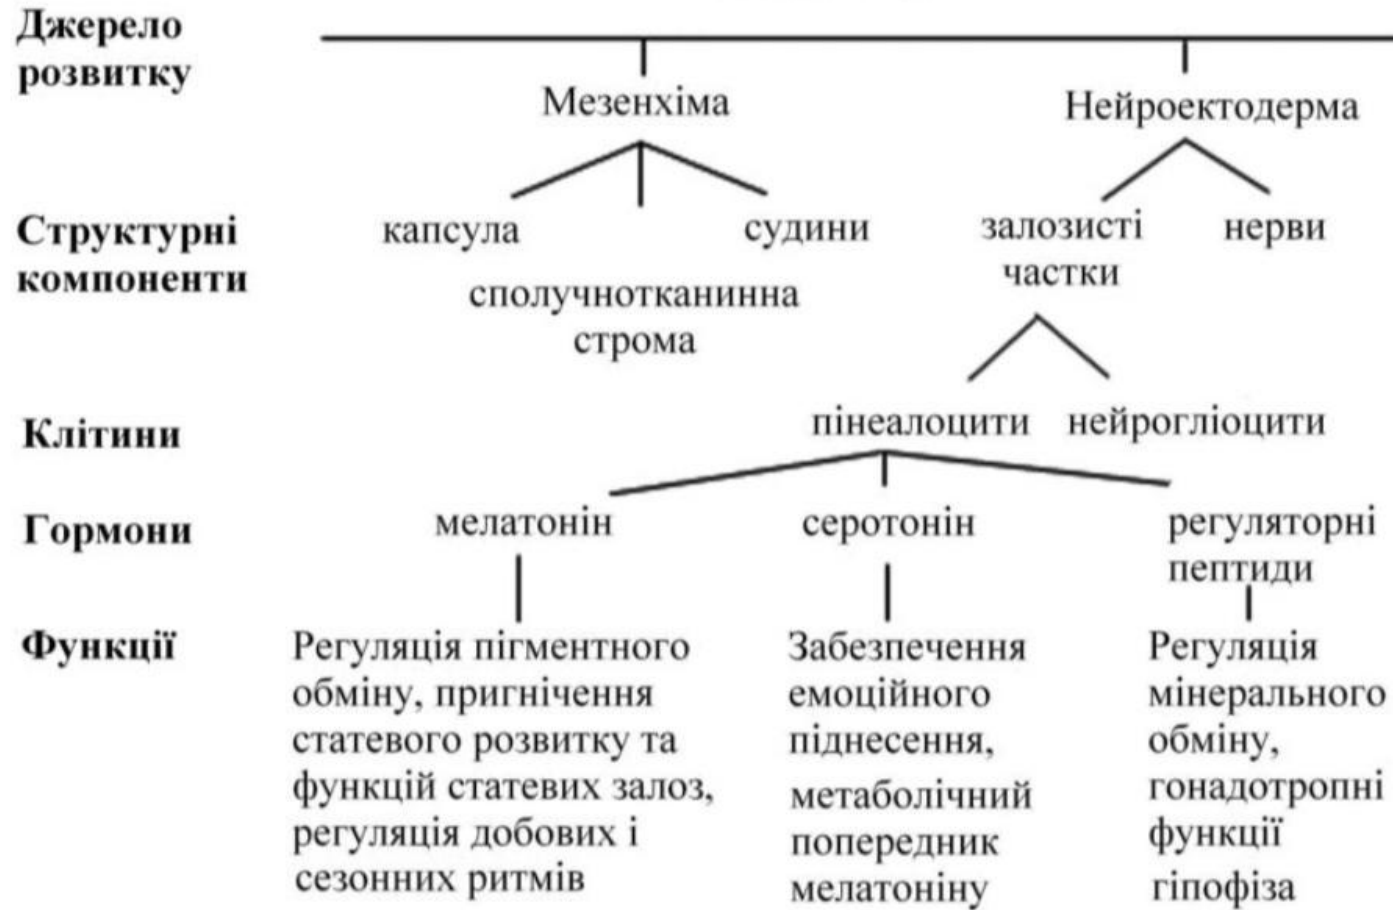 Джерело
розвитку
Мезенхіма
Нейроектодерма
Структурні
компоненти
капсула
сполучнотканинна
строма
судини
залозисті
частки
нерви
Клітини
пінеалоцити
нейрогліоцити
Гормони
мелатонін
серотонін
регуляторні
пептиди
Функції
Регуляція пігментного
обміну, пригнічення
статевого розвитку та
функцій статевих залоз,
регуляція добових і
сезонних ритмів
Забезпечення
емоційного
піднесення,
метаболічний
попередник
мелатоніну
Регуляція
мінерального
обміну,
гонадотропні
функції
гіпофіза